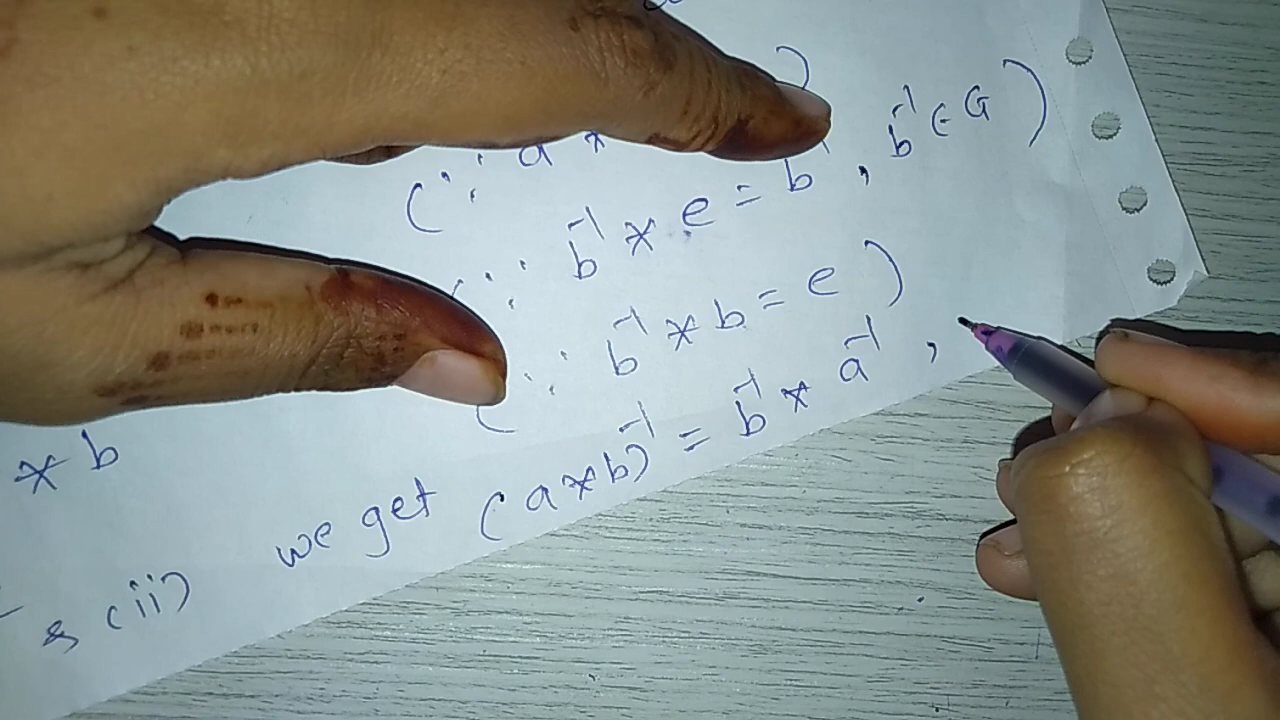 (∵ a *
∵ b⁻¹ * e = b⁻¹, b⁻¹ ∈ G)
(∵ b⁻¹ * b = e)
* b
& (ii) we get (a*b)⁻¹ = b⁻¹ * a⁻¹,